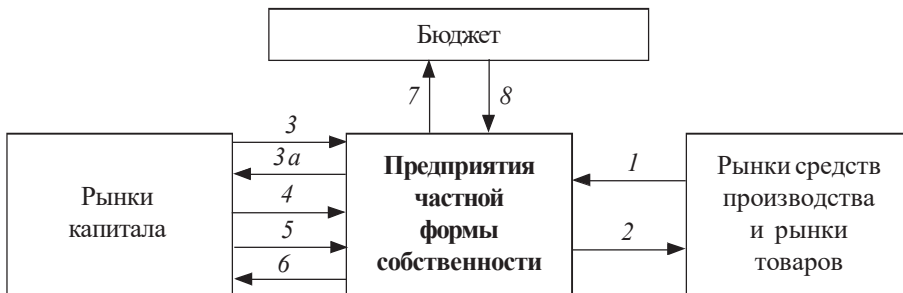 Бюджет
7
8
3
3 а
4
5
6
Рынки
капитала
Предприятия
частной
формы
собственности
1
2
Рынки средств
производства
и рынки
товаров